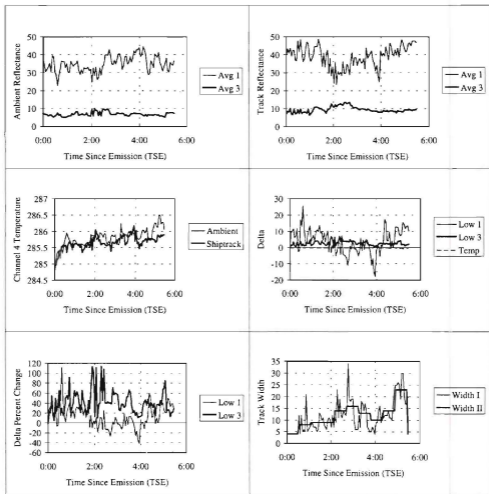 50
40
30
20
10
0
Ambient Reflectance
0:00 2:00 4:00 6:00
Time Since Emission (TSE)
Avg 1
Avg 3
50
40
30
20
10
0
Track Reflectance
0:00 2:00 4:00 6:00
Time Since Emission (TSE)
Avg 1
Avg 3
287
286.5
286
285.5
285
284.5
Channel 4 Temperature
0:00 2:00 4:00 6:00
Time Since Emission (TSE)
Ambient
Shiptrack
30
20
10
0
-10
-20
Delta
0:00 2:00 4:00 6:00
Time Since Emission (TSE)
Low 1
Low 3
Temp
120
100
80
60
40
20
0
-20
-40
-60
Delta Percent Change
0:00 2:00 4:00 6:00
Time Since Emission (TSE)
Low 1
Low 3
35
30
25
20
15
10
5
0
Track Width
0:00 2:00 4:00 6:00
Time Since Emission (TSE)
Width I
Width II